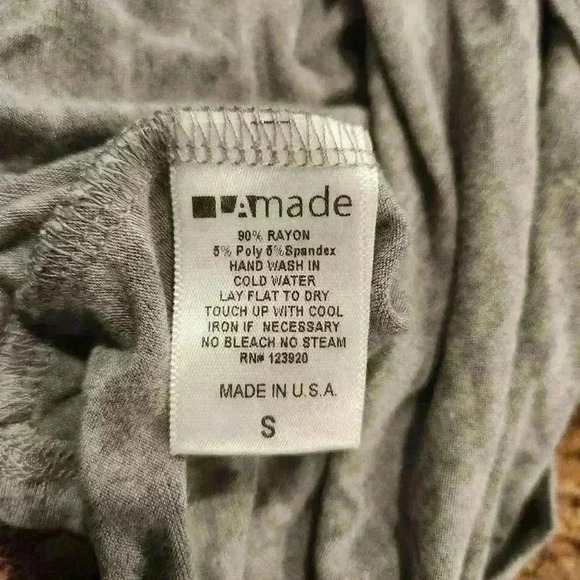 LAmade
90% RAYON
5% Poly 5% Spandex
HAND WASH IN
COLD WATER
LAY FLAT TO DRY
TOUCH UP WITH COOL
IRON IF NECESSARY
NO BLEACH NO STEAM
RN# 123920
MADE IN U.S.A.
S